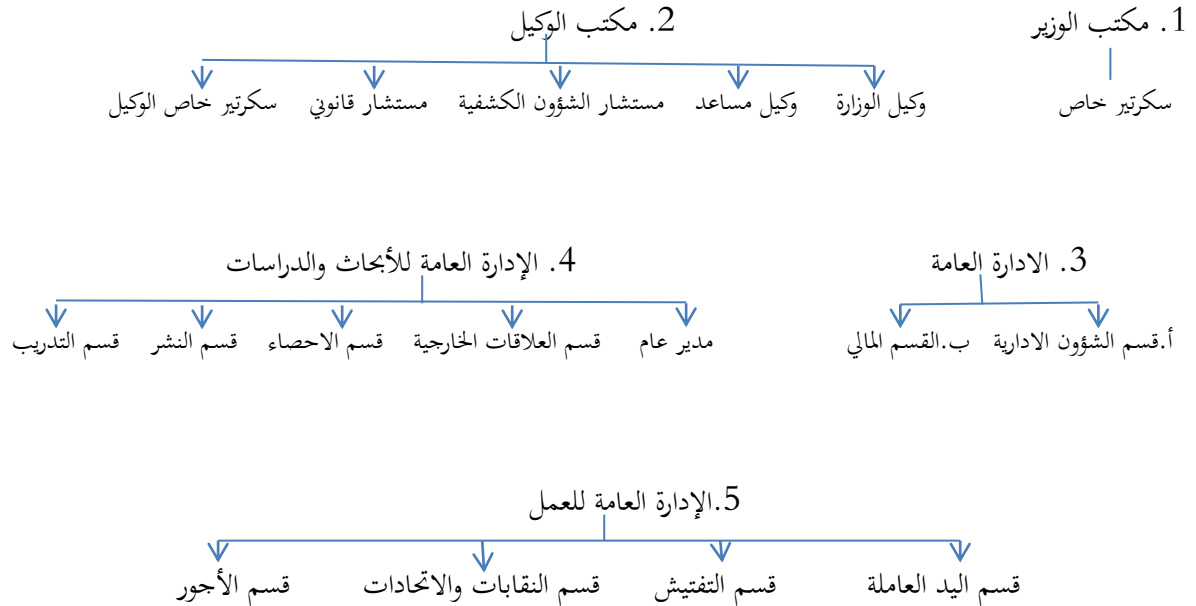 1. مكتب الوزير
2. مكتب الوكيل
سكرتير خاص
وكيل الوزارة وكيل مساعد مستشار الشؤون الكشفية مستشار قانوني سكرتير خاص الوكيل
3. الادارة العامة
4. الإدارة العامة للأبحاث والدراسات
أ.قسم الشؤون الادارية ب.القسم المالي
مدير عام قسم العلاقات الخارجية قسم الاحصاء قسم النشر قسم التدريب
5.الإدارة العامة للعمل
قسم اليد العاملة قسم التفتيش قسم النقابات والاتحادات قسم الأجور